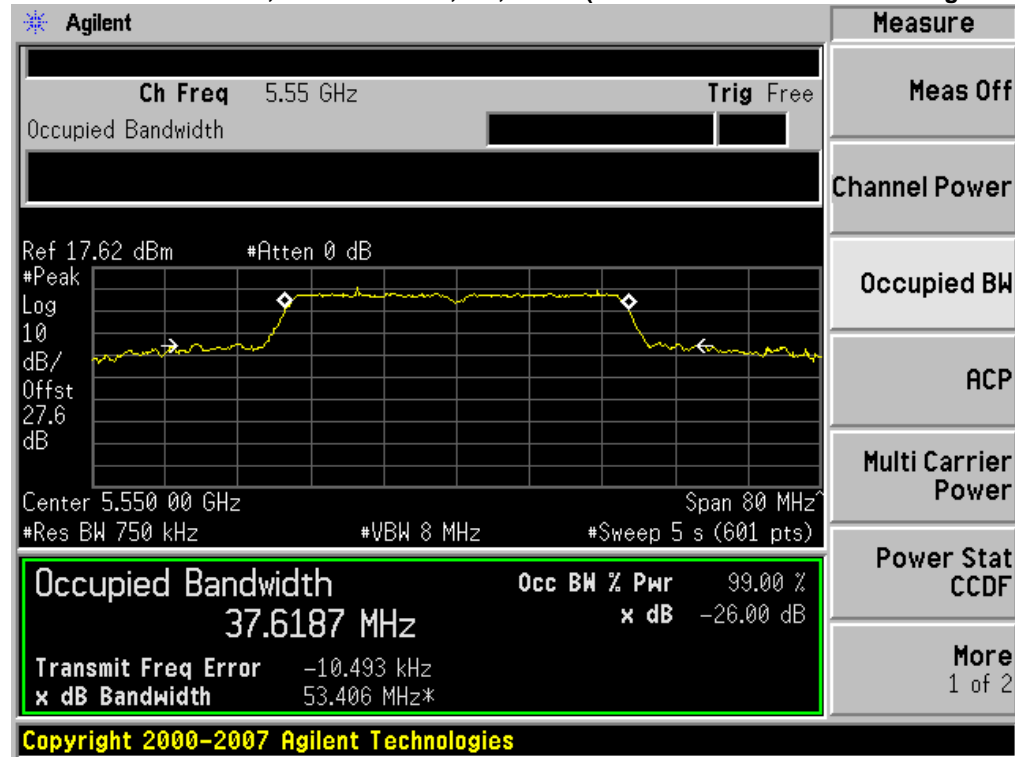 Agilent
Measure
Ch Freq 5.55 GHz Trig Free
Meas Off
Occupied Bandwidth
Channel Power
Ref 17.62 dBm #Atten 0 dB
#Peak
Log
10
dB/
Offst
27.6
dB
Occupied BW
ACP
Multi Carrier
Power
Center 5.550 00 GHz Span 80 MHz^
#Res BW 750 kHz #VBW 8 MHz #Sweep 5 s (601 pts)
Occupied Bandwidth Occ BW % Pwr 99.00 %
37.6187 MHz x dB -26.00 dB
Transmit Freq Error -10.493 kHz
x dB Bandwidth 53.406 MHz*
Power Stat
CCDF
More
1 of 2
Copyright 2000-2007 Agilent Technologies